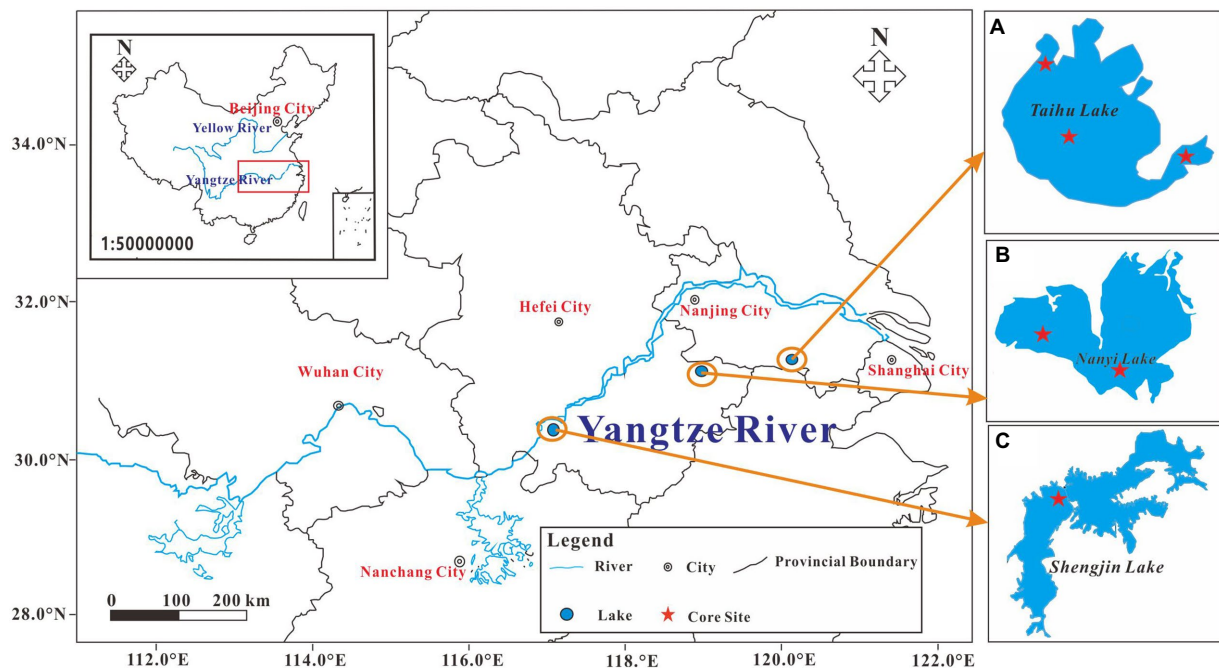 N
Beijing City
Yellow River
Yangtze River
1:50000000
N
34.0°N
32.0°N
30.0°N
28.0°N
Hefei City
Nanjing City
Wuhan City
Shanghai City
Yangtze River
Nanchang City
0 100 200 km
Legend
River City Provincial Boundary
Lake Core Site
112.0°E 114.0°E 116.0°E 118.0°E 120.0°E 122.0°E
A
Taihu Lake
B
Nanyi Lake
C
Shengjin Lake